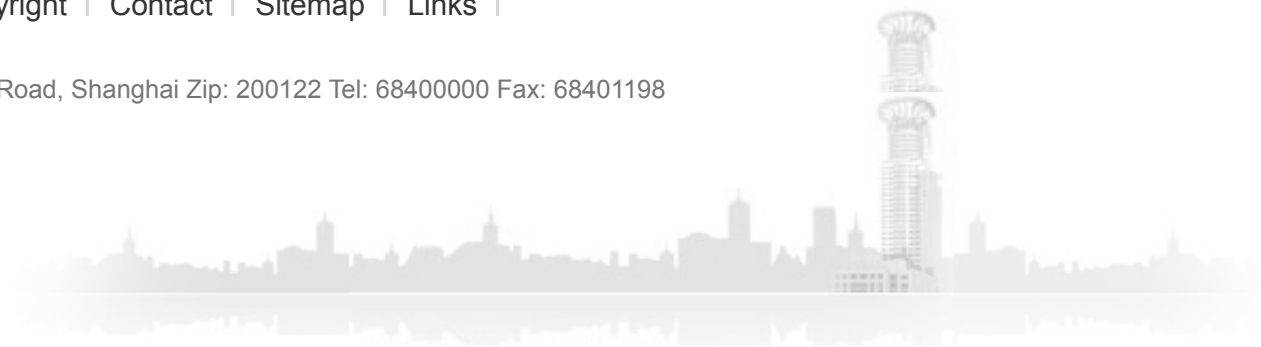 yright | Contact | Sitemap | Links |
Road, Shanghai Zip: 200122 Tel: 68400000 Fax: 68401198